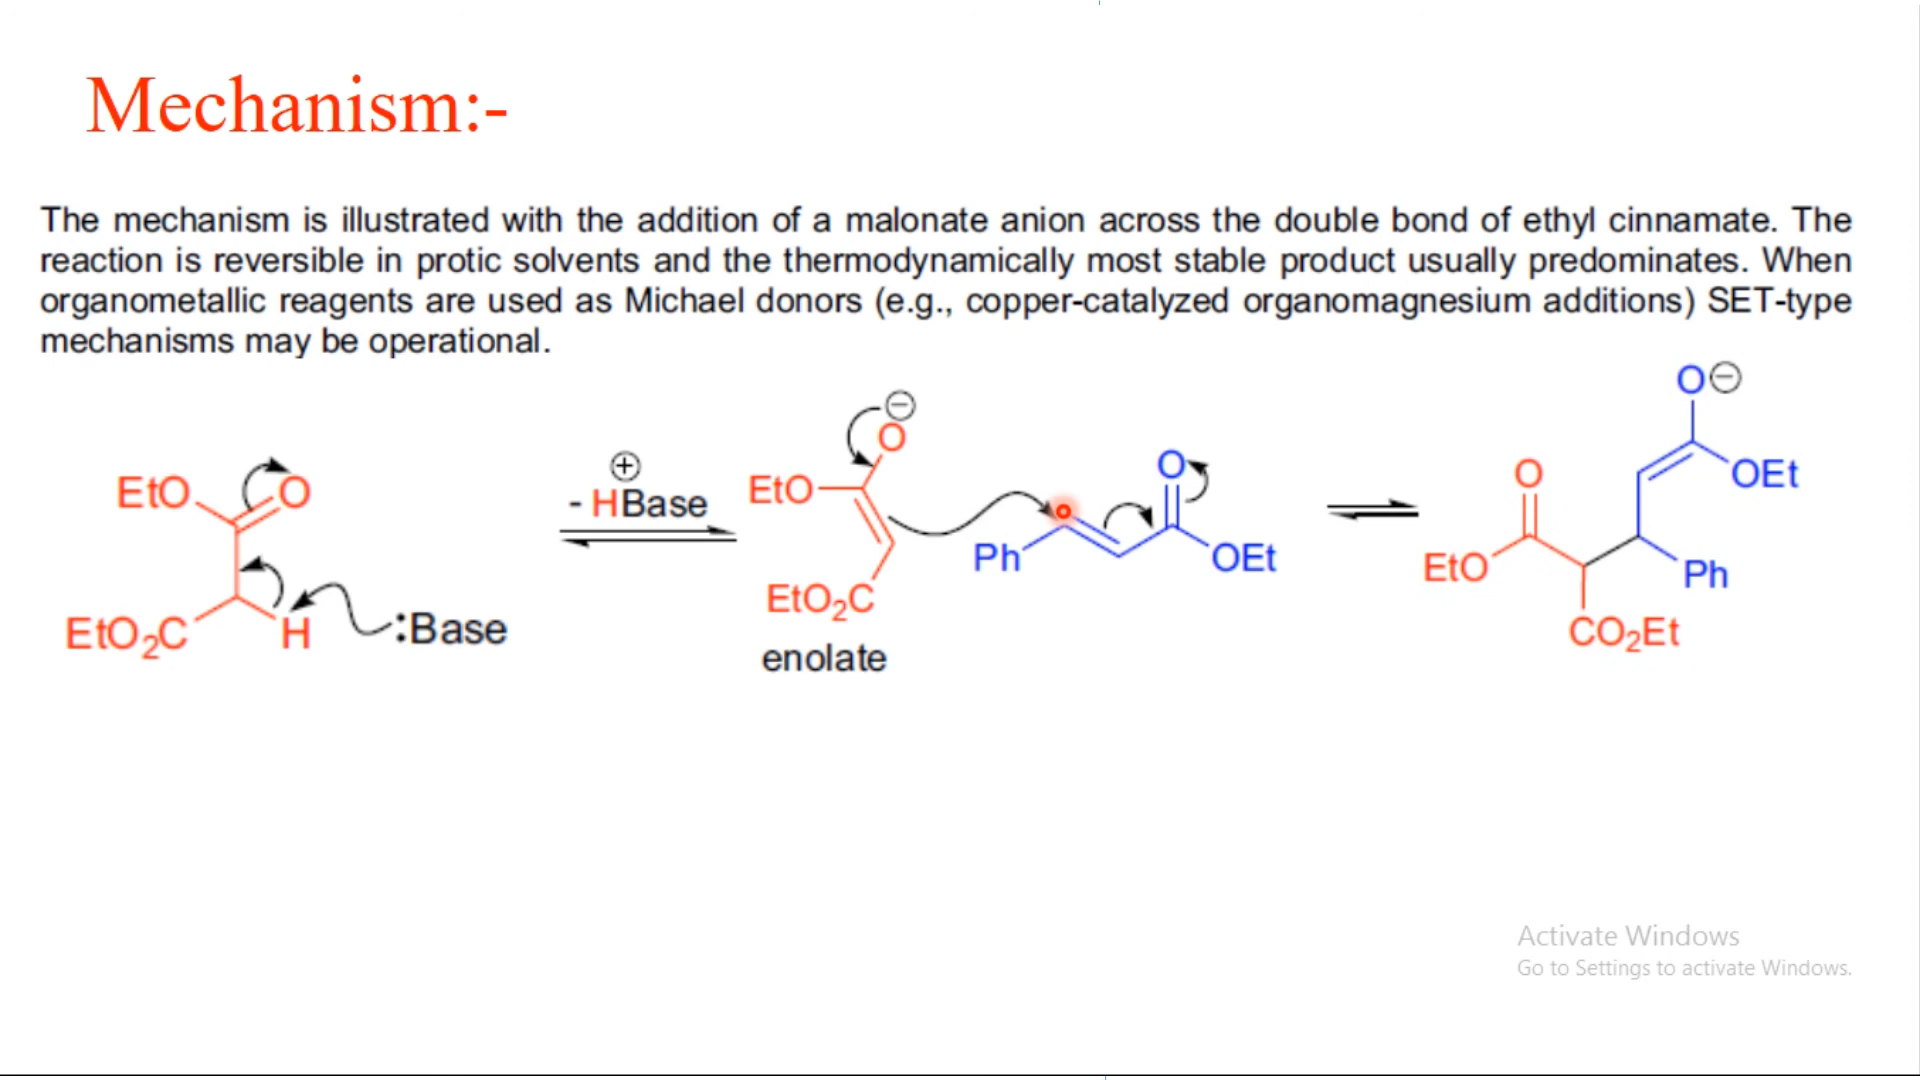 Mechanism:-
The mechanism is illustrated with the addition of a malonate anion across the double bond of ethyl cinnamate. The
reaction is reversible in protic solvents and the thermodynamically most stable product usually predominates. When
organometallic reagents are used as Michael donors (e.g., copper-catalyzed organomagnesium additions) SET-type
mechanisms may be operational.
EtO O
EtO₂C H :Base
⊕
- HBase
⊖
O
EtO
EtO₂C
enolate
O
Ph OEt
O⊖
OEt
O
EtO Ph
CO₂Et
Activate Windows
Go to Settings to activate Windows.